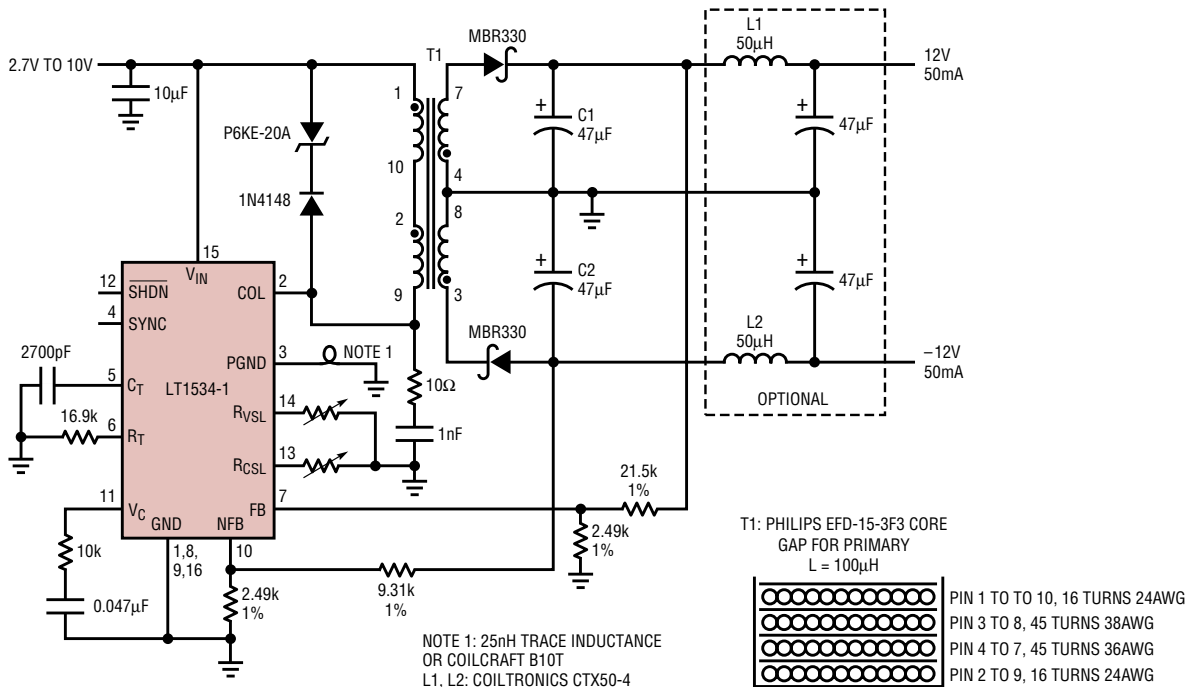 L1
50µH
MBR330
T1
12V
50mA
2.7V TO 10V
10µF
1
7
+
C1
47µF
+
47µF
P6KE-20A
10
4
1N4148
2
8
15
V_IN
12
SHDN
COL
2
+
C2
47µF
+
47µF
9
3
4
SYNC
MBR330
L2
50µH
2700pF
PGND
3
NOTE 1
–12V
50mA
5
C_T
LT1534-1
10Ω
OPTIONAL
R_VSL
14
16.9k
6
R_T
1nF
R_CSL
13
21.5k
1%
11
V_C
FB
7
GND
NFB
2.49k
1%
T1: PHILIPS EFD-15-3F3 CORE
GAP FOR PRIMARY
L = 100µH
10k
1,8,
9,16
10
9.31k
1%
2.49k
1%
0.047µF
PIN 1 TO TO 10, 16 TURNS 24AWG
PIN 3 TO 8, 45 TURNS 38AWG
PIN 4 TO 7, 45 TURNS 36AWG
PIN 2 TO 9, 16 TURNS 24AWG
NOTE 1: 25nH TRACE INDUCTANCE
OR COILCRAFT B10T
L1, L2: COILTRONICS CTX50-4